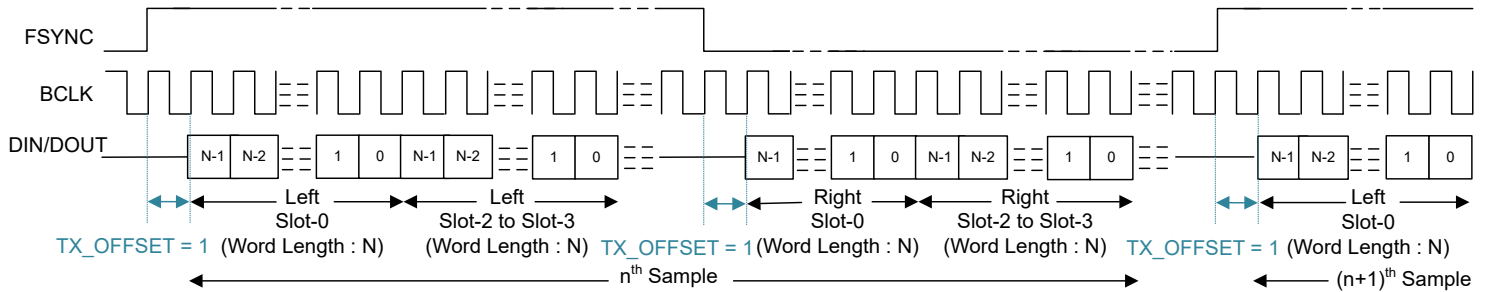 FSYNC
BCLK
DIN/DOUT
N-1 N-2 1 0 N-1 N-2 1 0 N-1 1 0 N-1 N-2 1 0 N-1 N-2 1 0
Left Left Right Right Left
Slot-0 Slot-2 to Slot-3 Slot-0 Slot-2 to Slot-3 Slot-0
TX_OFFSET = 1 (Word Length : N) (Word Length : N) TX_OFFSET = 1 (Word Length : N) (Word Length : N) TX_OFFSET = 1 (Word Length : N)
nth Sample (n+1)th Sample